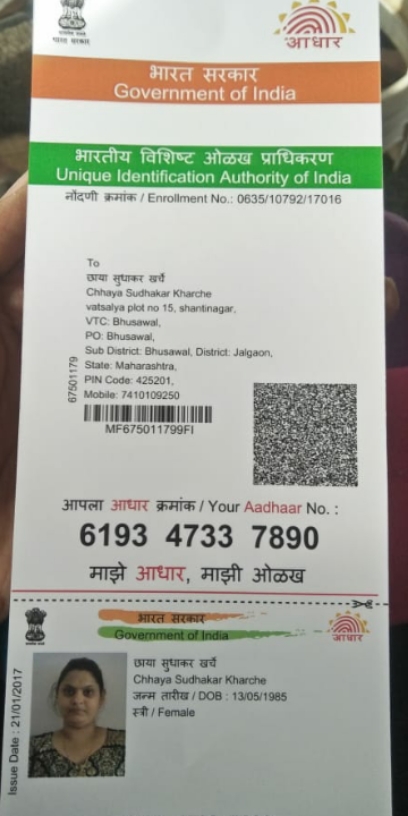 भारत सरकार
आधार
भारत सरकार
Government of India
भारतीय विशिष्ट ओळख प्राधिकरण
Unique Identification Authority of India
नोंदणी क्रमांक / Enrollment No.: 0635/10792/17016
To
छाया सुधाकर खर्चे
Chhaya Sudhakar Kharche
vatsalya plot no 15, shantinagar,
VTC: Bhusawal,
PO: Bhusawal,
Sub District: Bhusawal, District: Jalgaon,
State: Maharashtra,
PIN Code: 425201,
Mobile: 7410109250
67501179
MF675011799FI
आपला आधार क्रमांक / Your Aadhaar No. :
6193 4733 7890
माझे आधार, माझी ओळख
भारत सरकार
Government of India
आधार
छाया सुधाकर खर्चे
Chhaya Sudhakar Kharche
जन्म तारीख / DOB : 13/05/1985
स्त्री / Female
Issue Date : 21/01/2017